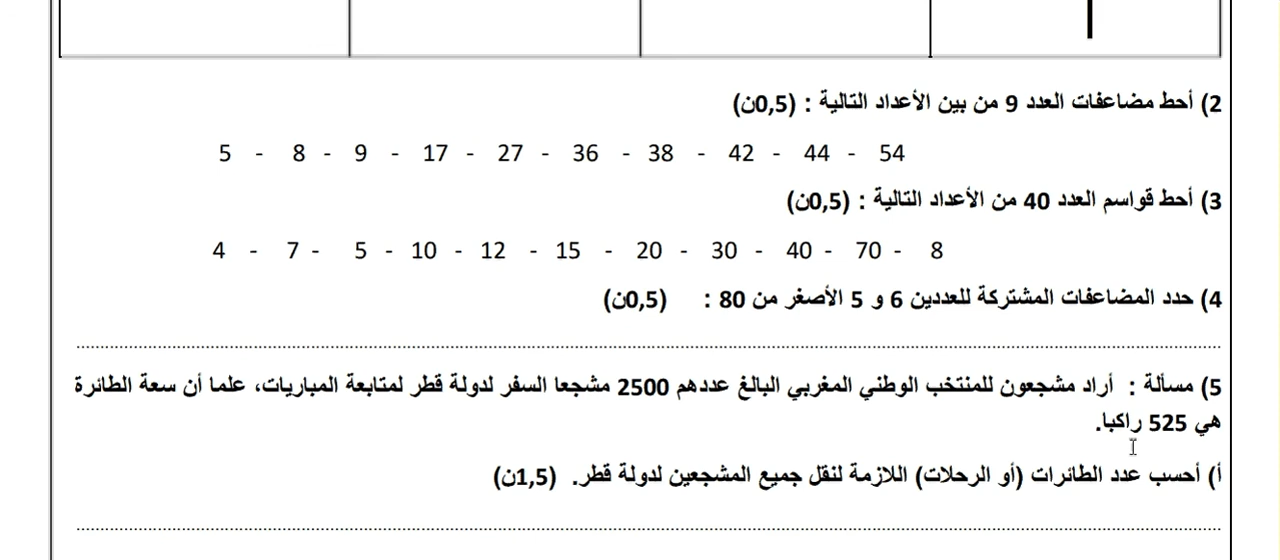 2) أحط مضاعفات العدد 9 من بين الأعداد التالية : (0,5ن)
5 - 8 - 9 - 17 - 27 - 36 - 38 - 42 - 44 - 54
3) أحط قواسم العدد 40 من الأعداد التالية : (0,5ن)
4 - 7 - 5 - 10 - 12 - 15 - 20 - 30 - 40 - 70 - 8
4) حدد المضاعفات المشتركة للعددين 6 و 5 الأصغر من 80 : (0,5ن)
5) مسألة : أراد مشجعون للمنتخب الوطني المغربي البالغ عددهم 2500 مشجعا السفر لدولة قطر لمتابعة المباريات، علما أن سعة الطائرة
هي 525 راكبا.
أ) أحسب عدد الطائرات (أو الرحلات) اللازمة لنقل جميع المشجعين لدولة قطر. (1,5ن)